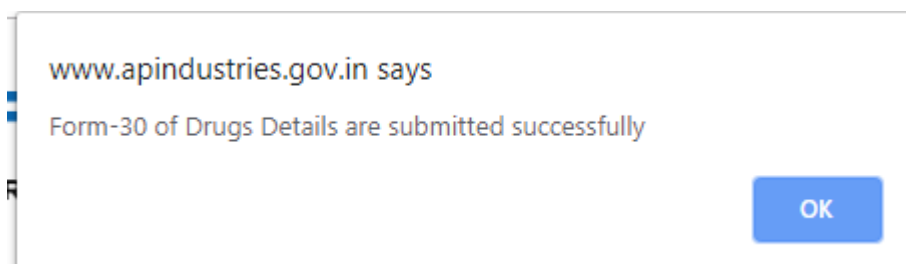 www.apindustries.gov.in says
Form-30 of Drugs Details are submitted successfully
R
OK